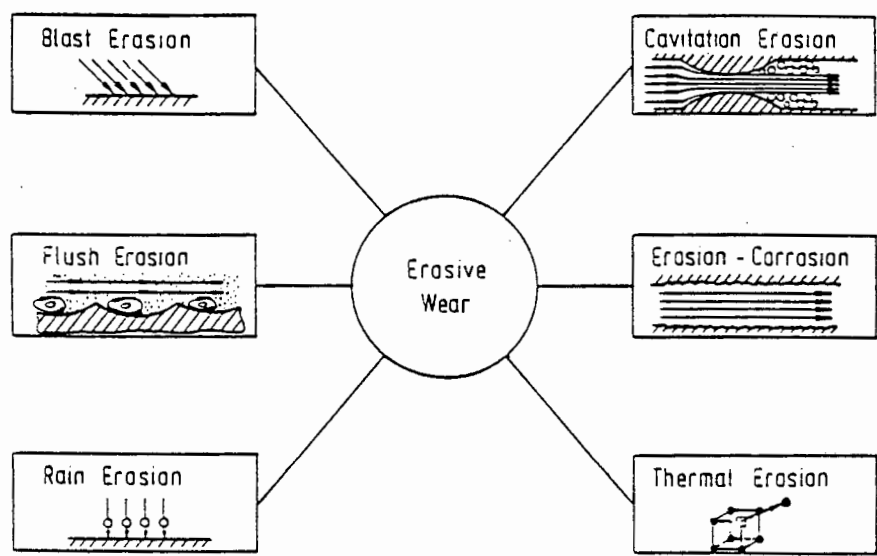 Blast Erosion
Cavitation Erosion
Flush Erosion
Erosive
Wear
Erosion - Corrosion
Rain Erosion
Thermal Erosion